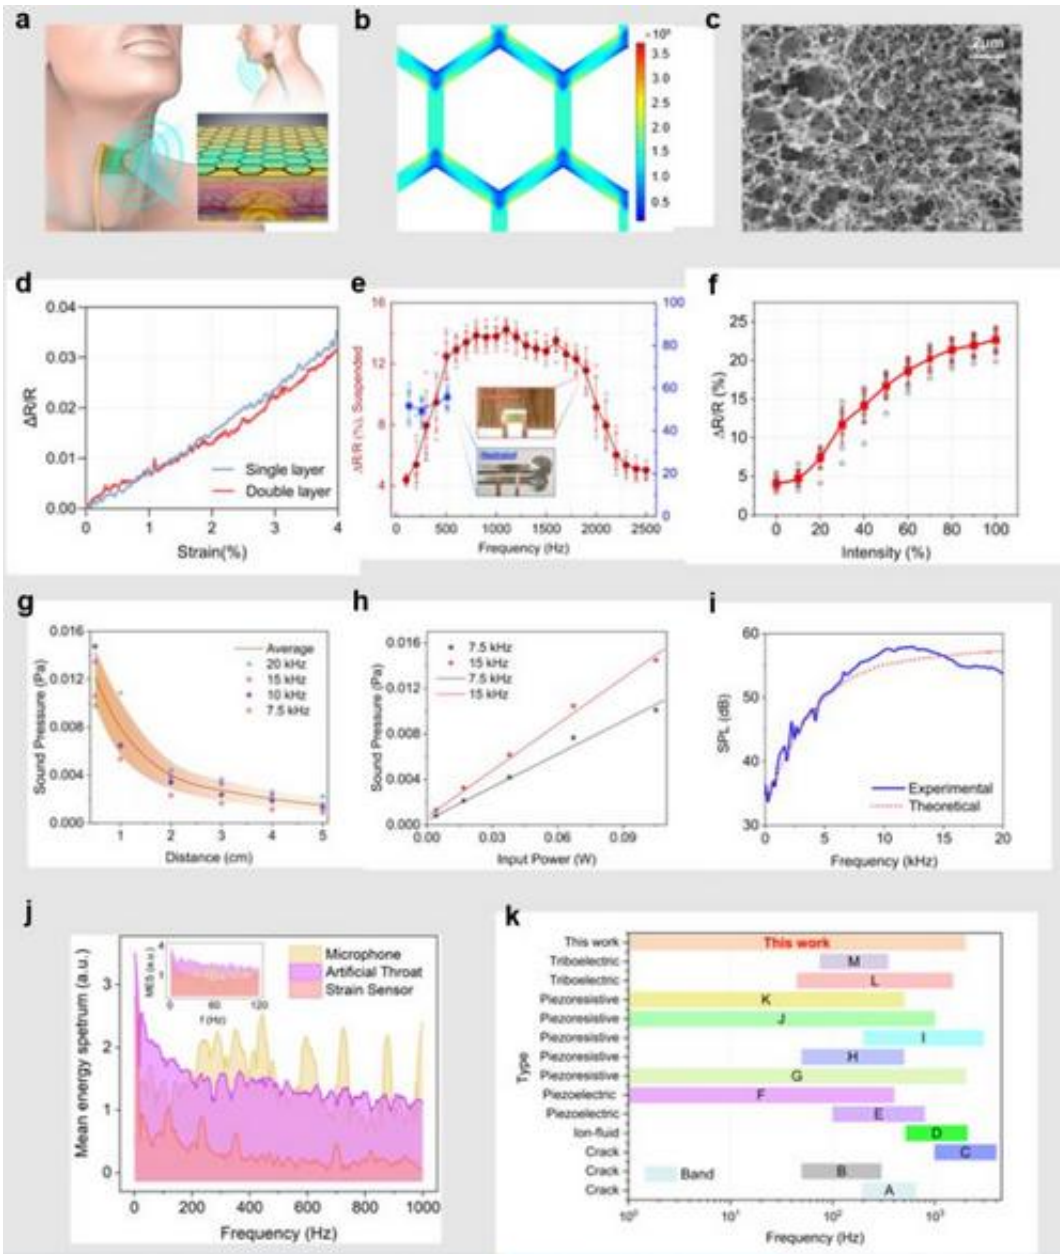 a
b
×10⁸
3.5
3.0
2.5
2.0
1.5
1.0
0.5
c
2μm
d
ΔR/R
0.04
0.03
0.02
0.01
0.00
0 1 2 3 4
Strain(%)
Single layer
Double layer
e
ΔR/R (%), Suspended
16
12
8
4
100
80
60
40
20
0
0 500 1000 1500 2000 2500
Frequency (Hz)
f
ΔR/R (%)
25
20
15
10
5
0
0 20 40 60 80 100
Intensity (%)
g
Sound Pressure (Pa)
0.016
0.012
0.008
0.004
0.000
1 2 3 4 5
Distance (cm)
Average
20 kHz
15 kHz
10 kHz
7.5 kHz
h
Sound Pressure (Pa)
0.016
0.012
0.008
0.004
0.000
0.00 0.03 0.06 0.09
Input Power (W)
7.5 kHz
15 kHz
7.5 kHz
15 kHz
i
SPL (dB)
60
50
40
30
0 5 10 15 20
Frequency (kHz)
Experimental
Theoretical
j
Mean energy spetrum (a.u.)
3
2
1
0
0 200 400 600 800 1000
Frequency (Hz)
MES (a.u.)
4
3
0 60 120
f (Hz)
Microphone
Artificial Throat
Strain Sensor
k
Type
This work This work
Triboelectric M
Triboelectric L
Piezoresistive K
Piezoresistive J
Piezoresistive I
Piezoresistive H
Piezoresistive G
Piezoelectric F
Piezoelectric E
Ion-fluid D
Crack C
Crack B
Crack A
Band
10⁰ 10¹ 10² 10³
Frequency (Hz)